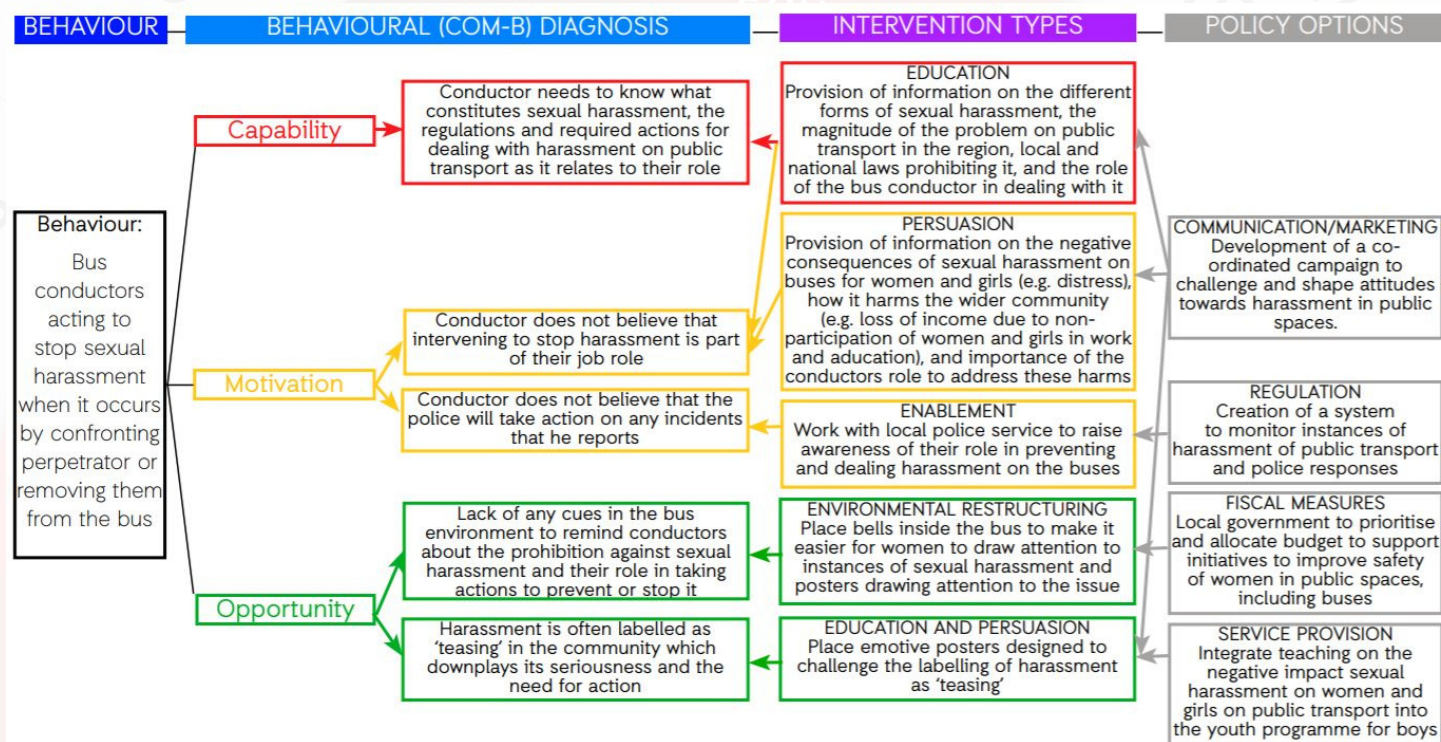 BEHAVIOUR
BEHAVIOURAL (COM-B) DIAGNOSIS
INTERVENTION TYPES
POLICY OPTIONS
Behaviour:
Bus
conductors
acting to
stop sexual
harassment
when it occurs
by confronting
perpetrator or
removing them
from the bus
Capability
Motivation
Opportunity
Conductor needs to know what
constitutes sexual harassment, the
regulations and required actions for
dealing with harassment on public
transport as it relates to their role
Conductor does not believe that
intervening to stop harassment is part
of their job role
Conductor does not believe that the
police will take action on any incidents
that he reports
Lack of any cues in the bus
environment to remind conductors
about the prohibition against sexual
harassment and their role in taking
actions to prevent or stop it
Harassment is often labelled as
‘teasing’ in the community which
downplays its seriousness and the
need for action
EDUCATION
Provision of information on the different
forms of sexual harassment, the
magnitude of the problem on public
transport in the region, local and
national laws prohibiting it, and the role
of the bus conductor in dealing with it
PERSUASION
Provision of information on the negative
consequences of sexual harassment on
buses for women and girls (e.g. distress),
how it harms the wider community
(e.g. loss of income due to non-
participation of women and girls in work
and aducation), and importance of the
conductors role to address these harms
ENABLEMENT
Work with local police service to raise
awareness of their role in preventing
and dealing harassment on the buses
ENVIRONMENTAL RESTRUCTURING
Place bells inside the bus to make it
easier for women to draw attention to
instances of sexual harassment and
posters drawing attention to the issue
EDUCATION AND PERSUASION
Place emotive posters designed to
challenge the labelling of harassment
as ‘teasing’
COMMUNICATION/MARKETING
Development of a co-
ordinated campaign to
challenge and shape attitudes
towards harassment in public
spaces.
REGULATION
Creation of a system
to monitor instances of
harassment of public transport
and police responses
FISCAL MEASURES
Local government to prioritise
and allocate budget to support
initiatives to improve safety
of women in public spaces,
including buses
SERVICE PROVISION
Integrate teaching on the
negative impact sexual
harassment on women and
girls on public transport into
the youth programme for boys